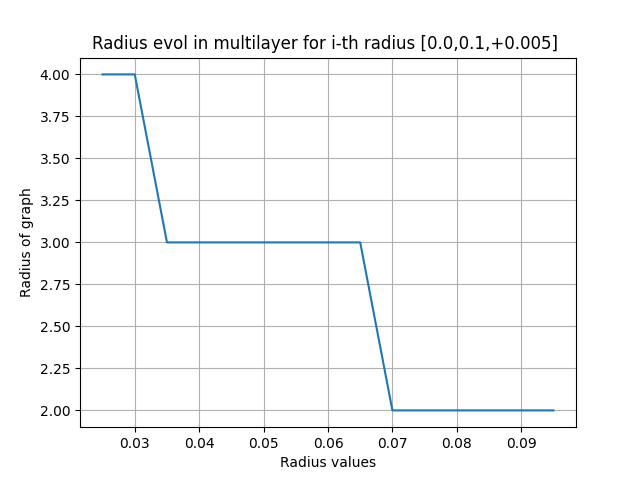 Radius evol in multilayer for i-th radius [0.0,0.1,+0.005]
4.00
3.75
3.50
3.25
3.00
2.75
2.50
2.25
2.00
Radius of graph
0.03 0.04 0.05 0.06 0.07 0.08 0.09
Radius values